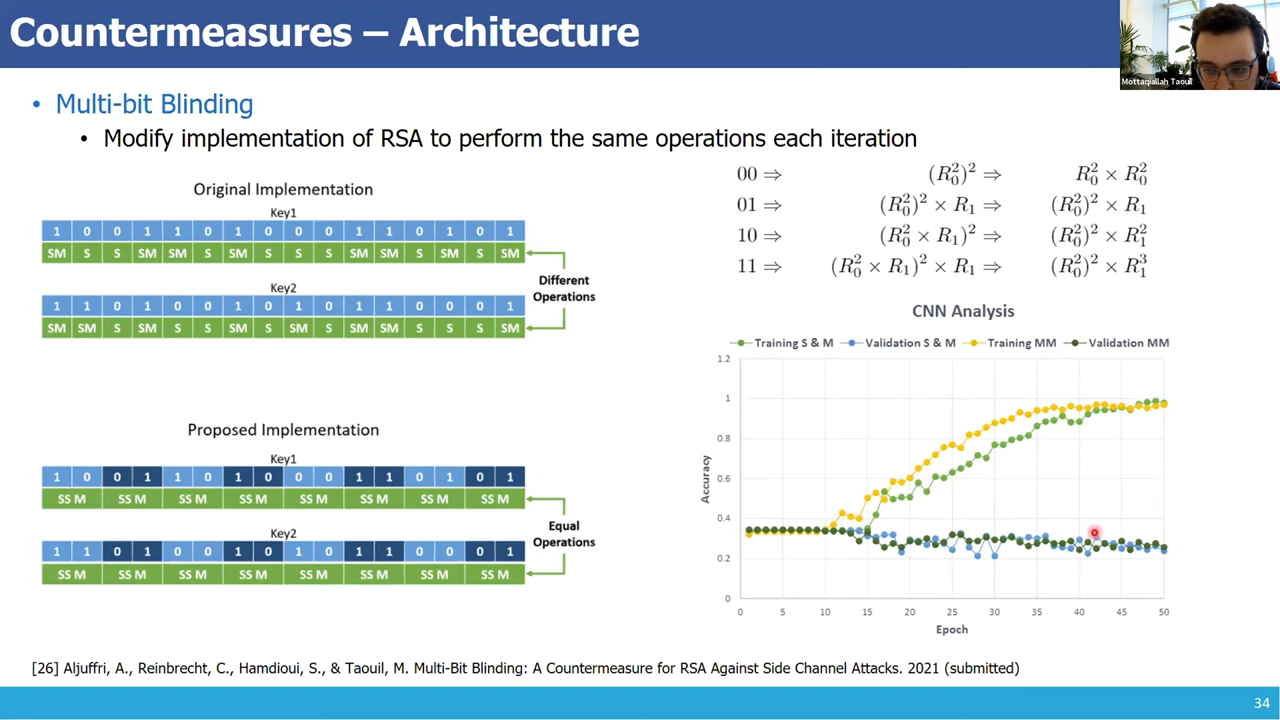 Countermeasures – Architecture
Mottaqiallah Taouil
• Multi-bit Blinding
• Modify implementation of RSA to perform the same operations each iteration
Original Implementation
Key1
1 0 0 1 1 0 1 0 0 0 1 1 0 1 0 1
SM S S SM SM S SM S S S SM SM S SM S SM
Key2
1 1 0 1 0 0 1 0 1 0 1 1 0 0 0 1
SM SM S SM S S SM S SM S SM SM S S S SM
Different
Operations
Proposed Implementation
Key1
1 0 0 1 1 0 1 0 0 0 1 1 0 1 0 1
SS M SS M SS M SS M SS M SS M SS M SS M
Key2
1 1 0 1 0 0 1 0 1 0 1 1 0 0 0 1
SS M SS M SS M SS M SS M SS M SS M SS M
Equal
Operations
00 ⇒ (R₀²)² ⇒ R₀² × R₀²
01 ⇒ (R₀²)² × R₁ ⇒ (R₀²)² × R₁
10 ⇒ (R₀² × R₁)² ⇒ (R₀²)² × R₁²
11 ⇒ (R₀² × R₁)² × R₁ ⇒ (R₀²)² × R₁³
CNN Analysis
Training S & M Validation S & M Training MM Validation MM
1.2
1
0.8
0.6
0.4
0.2
0
Accuracy
0 5 10 15 20 25 30 35 40 45 50
Epoch
[26] Aljuffri, A., Reinbrecht, C., Hamdioui, S., & Taouil, M. Multi-Bit Blinding: A Countermeasure for RSA Against Side Channel Attacks. 2021 (submitted)
34